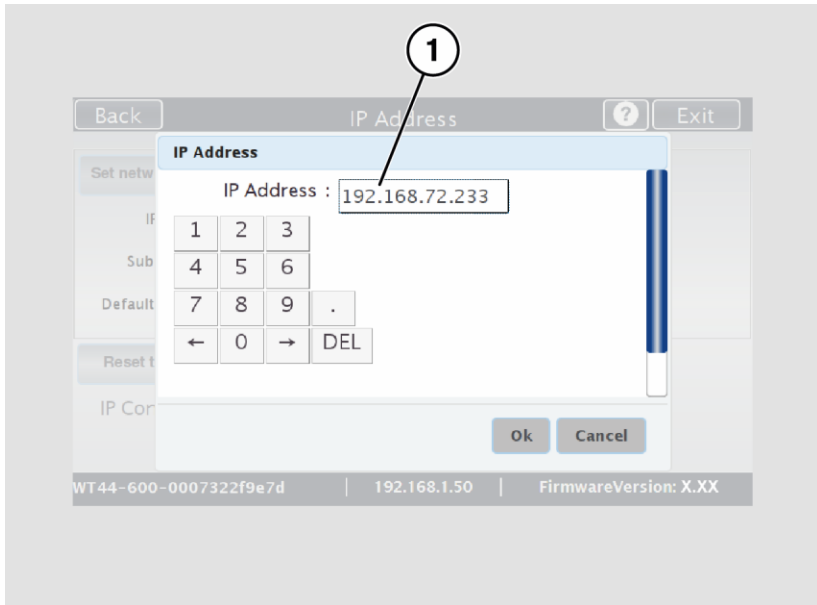 1
Back IP Address ? Exit
IP Address
Set netw
IP Address : 192.168.72.233
IP
1 2 3
Sub
4 5 6
Default
7 8 9 .
← 0 → DEL
Reset t
IP Cor
Ok Cancel
WT44-600-0007322f9e7d | 192.168.1.50 | FirmwareVersion: X.XX